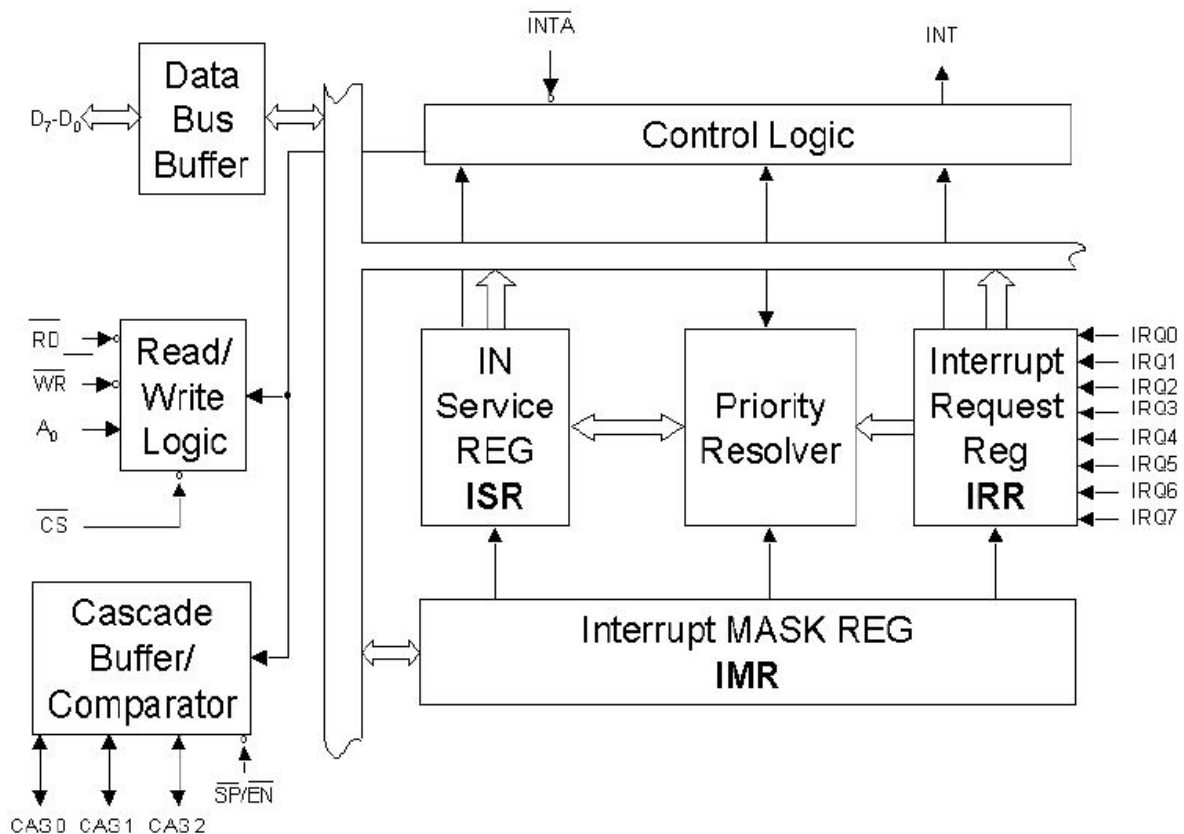 INTA
INT
Data
Bus
Buffer
D7-D0
Control Logic
RD
WR
A0
CS
Read/
Write
Logic
IN
Service
REG
ISR
Priority
Resolver
Interrupt
Request
Reg
IRR
IRQ0
IRQ1
IRQ2
IRQ3
IRQ4
IRQ5
IRQ6
IRQ7
Cascade
Buffer/
Comparator
Interrupt MASK REG
IMR
SP/EN
CAS0 CAS1 CAS2